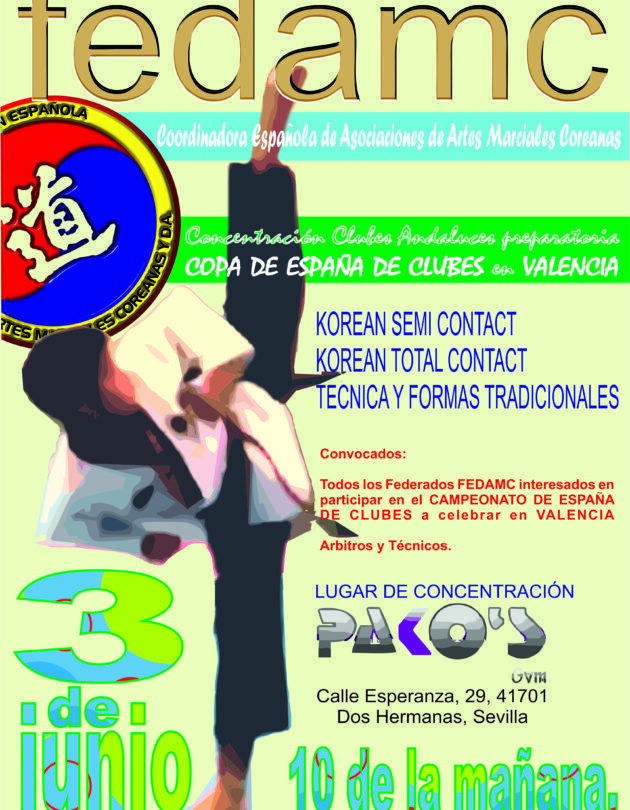 fedamc
N ESPAÑOLA
道
RTES MARCIALES COREANAS Y D.A.
Coordinadora Española de Asociaciones de Artes Marciales Coreanas
Concentración Clubes Andaluces preparatoria
COPA DE ESPAÑA DE CLUBES en VALENCIA
KOREAN SEMI CONTACT
KOREAN TOTAL CONTACT
TECNICA Y FORMAS TRADICIONALES
Convocados:
Todos los Federados FEDAMC interesados en
participar en el CAMPEONATO DE ESPAÑA
DE CLUBES a celebrar en VALENCIA
Arbitros y Técnicos.
LUGAR DE CONCENTRACIÓN
PACO'S
Gym
Calle Esperanza, 29, 41701
Dos Hermanas, Sevilla
3
de
junio
10 de la mañana.